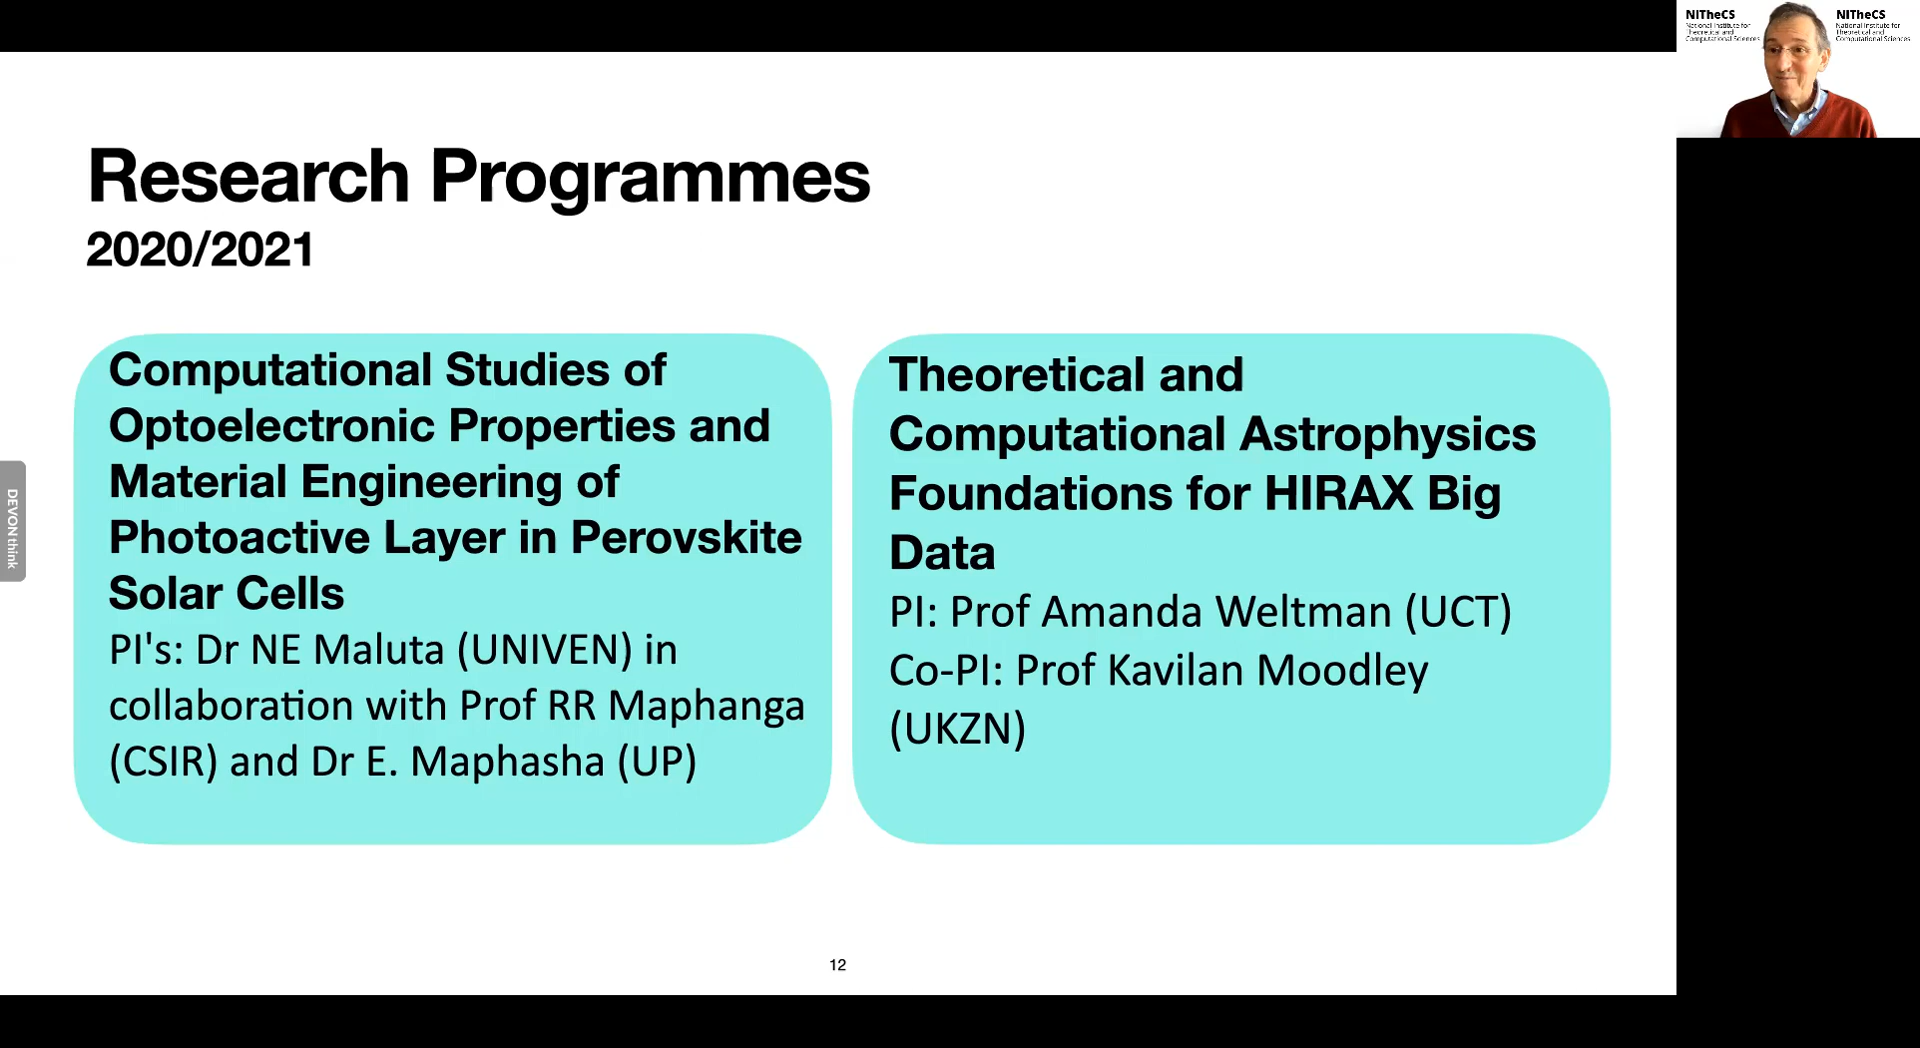 Research Programmes
2020/2021
Computational Studies of
Optoelectronic Properties and
Material Engineering of
Photoactive Layer in Perovskite
Solar Cells
PI's: Dr NE Maluta (UNIVEN) in
collaboration with Prof RR Maphanga
(CSIR) and Dr E. Maphasha (UP)
Theoretical and
Computational Astrophysics
Foundations for HIRAX Big
Data
PI: Prof Amanda Weltman (UCT)
Co-PI: Prof Kavilan Moodley
(UKZN)
12
DEVONthink
NITheCS
National Institute for
Theoretical and
Computational Sciences
NITheCS
National Institute for
Theoretical and
Computational Sciences